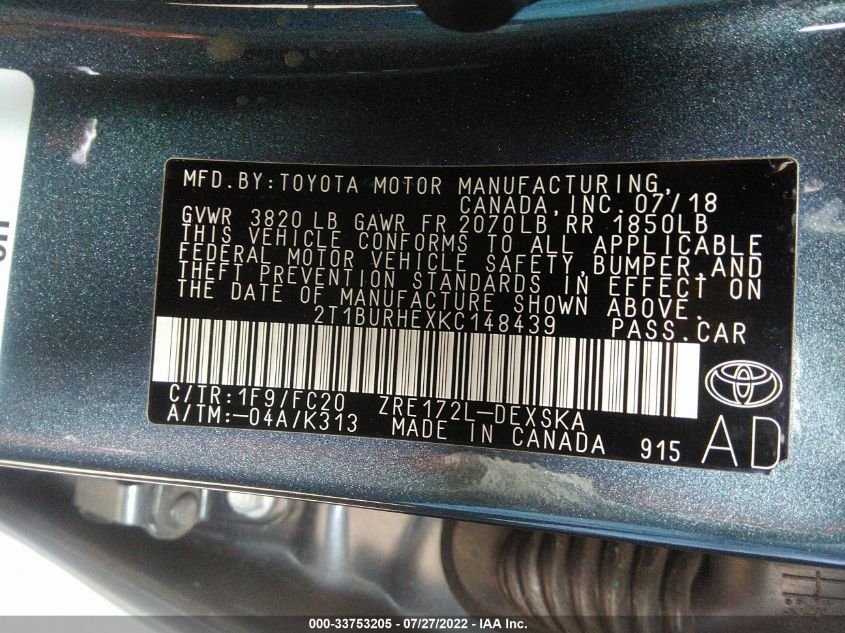 MFD.BY:TOYOTA MOTOR MANUFACTURING,
CANADA,INC.07/18
GVWR 3820 LB GAWR FR 2070LB RR 1850LB
THIS VEHICLE CONFORMS TO ALL APPLICABLE
FEDERAL MOTOR VEHICLE SAFETY,BUMPER,AND
THEFT PREVENTION STANDARDS IN EFFECT ON
THE DATE OF MANUFACTURE SHOWN ABOVE.
2T1BURHEXKC148439 PASS.CAR
C/TR:1F9/FC20 ZRE172L-DEXSKA
A/TM:-04A/K313 MADE IN CANADA 915 AD
000-33753205 - 07/27/2022 - IAA Inc.